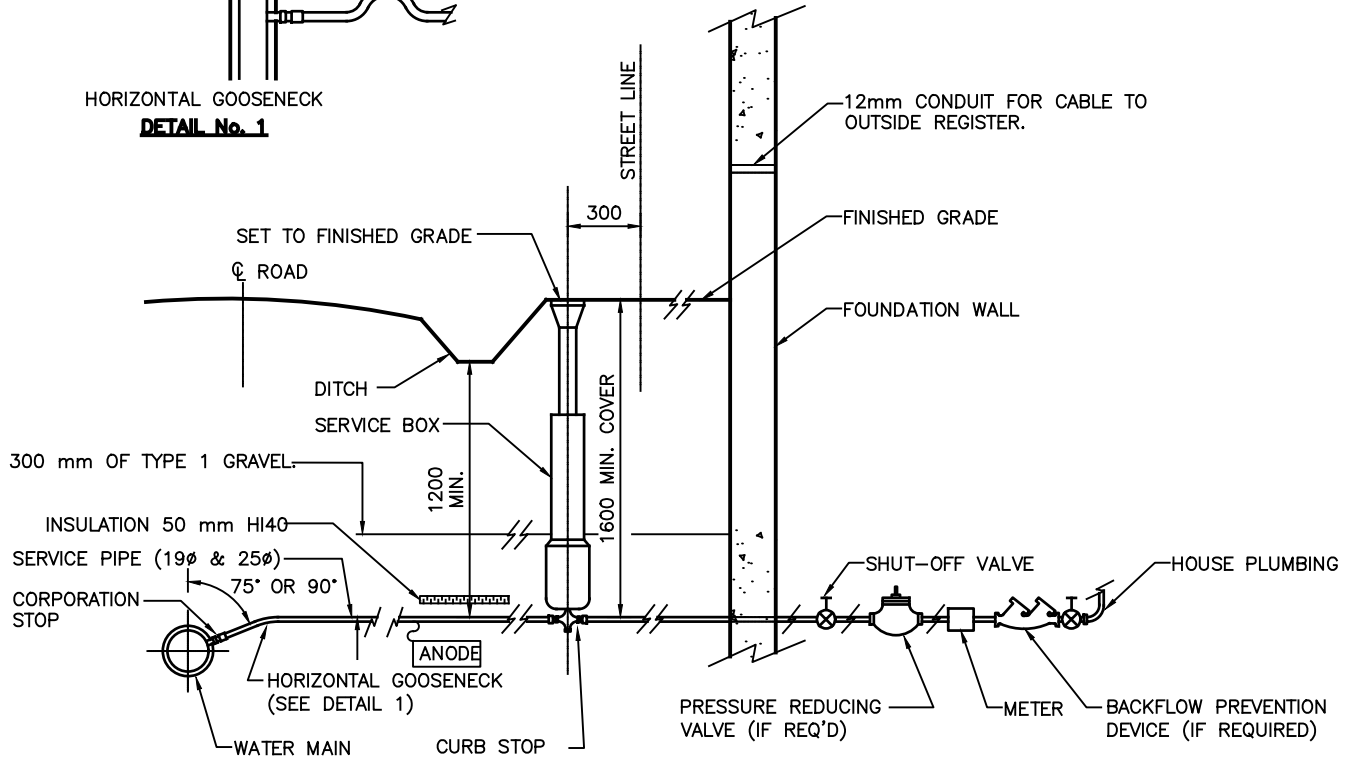 HORIZONTAL GOOSENECK
DETAIL No. 1
STREET LINE
12mm CONDUIT FOR CABLE TO
OUTSIDE REGISTER.
300
SET TO FINISHED GRADE
FINISHED GRADE
℄ ROAD
FOUNDATION WALL
DITCH
SERVICE BOX
1600 MIN. COVER
300 mm OF TYPE 1 GRAVEL.
1200
MIN.
INSULATION 50 mm HI40
SERVICE PIPE (19ø & 25ø)
75° OR 90°
CORPORATION
STOP
SHUT-OFF VALVE
HOUSE PLUMBING
ANODE
HORIZONTAL GOOSENECK
(SEE DETAIL 1)
PRESSURE REDUCING
VALVE (IF REQ'D)
METER
BACKFLOW PREVENTION
DEVICE (IF REQUIRED)
WATER MAIN
CURB STOP